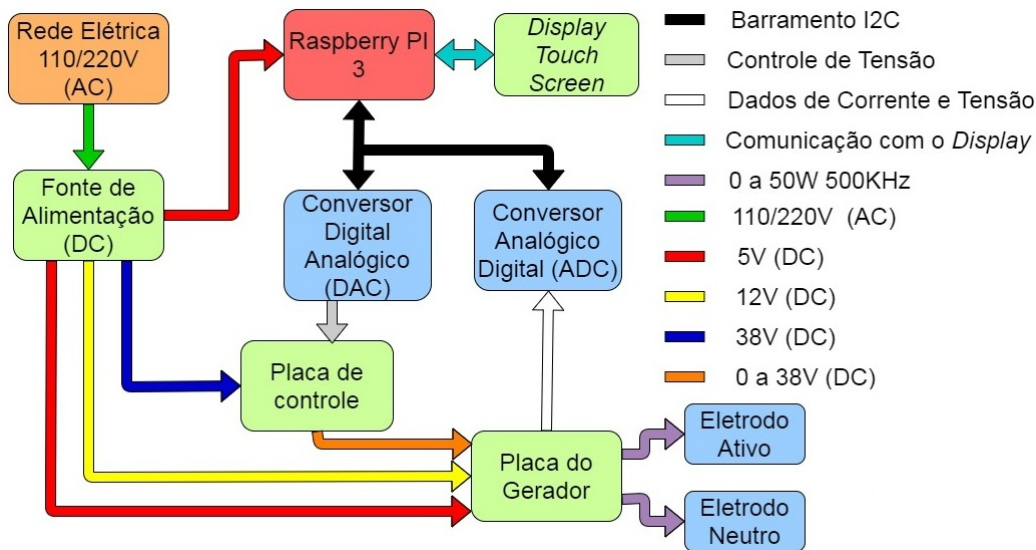 Rede Elétrica
110/220V
(AC)
Raspberry PI
3
Display
Touch
Screen
Fonte de
Alimentação
(DC)
Conversor
Digital
Analógico
(DAC)
Conversor
Analógico
Digital (ADC)
Placa de
controle
Placa do
Gerador
Eletrodo
Ativo
Eletrodo
Neutro
Barramento I2C
Controle de Tensão
Dados de Corrente e Tensão
Comunicação com o Display
0 a 50W 500KHz
110/220V (AC)
5V (DC)
12V (DC)
38V (DC)
0 a 38V (DC)